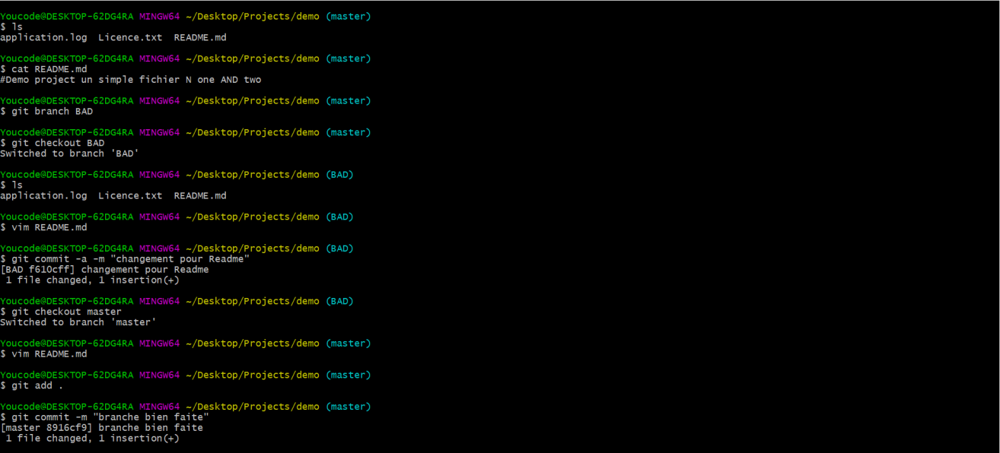 Youcode@DESKTOP-62DG4RA MINGW64 ~/Desktop/Projects/demo (master)
$ ls
application.log  Licence.txt  README.md
Youcode@DESKTOP-62DG4RA MINGW64 ~/Desktop/Projects/demo (master)
$ cat README.md
#Demo project un simple fichier N one AND two
Youcode@DESKTOP-62DG4RA MINGW64 ~/Desktop/Projects/demo (master)
$ git branch BAD
Youcode@DESKTOP-62DG4RA MINGW64 ~/Desktop/Projects/demo (master)
$ git checkout BAD
Switched to branch 'BAD'
Youcode@DESKTOP-62DG4RA MINGW64 ~/Desktop/Projects/demo (BAD)
$ ls
application.log  Licence.txt  README.md
Youcode@DESKTOP-62DG4RA MINGW64 ~/Desktop/Projects/demo (BAD)
$ vim README.md
Youcode@DESKTOP-62DG4RA MINGW64 ~/Desktop/Projects/demo (BAD)
$ git commit -a -m "changement pour Readme"
[BAD f610cff] changement pour Readme
 1 file changed, 1 insertion(+)
Youcode@DESKTOP-62DG4RA MINGW64 ~/Desktop/Projects/demo (BAD)
$ git checkout master
Switched to branch 'master'
Youcode@DESKTOP-62DG4RA MINGW64 ~/Desktop/Projects/demo (master)
$ vim README.md
Youcode@DESKTOP-62DG4RA MINGW64 ~/Desktop/Projects/demo (master)
$ git add .
Youcode@DESKTOP-62DG4RA MINGW64 ~/Desktop/Projects/demo (master)
$ git commit -m "branche bien faite"
[master 8916cf9] branche bien faite
 1 file changed, 1 insertion(+)